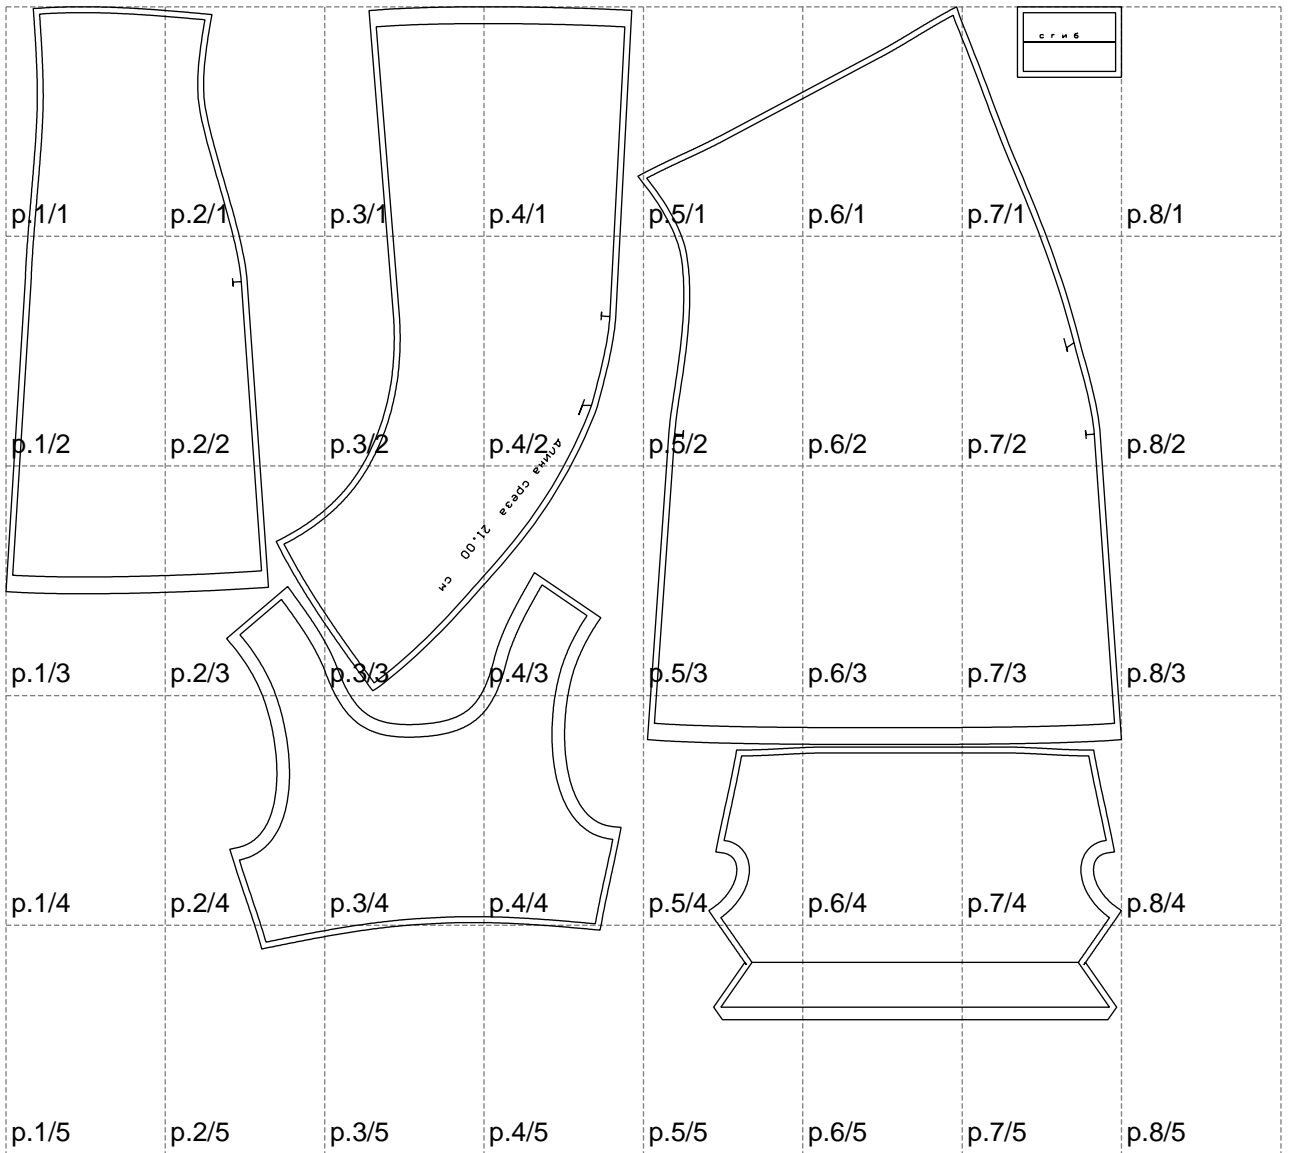 сгиб
p.1/1 p.2/1 p.3/1 p.4/1 p.5/1 p.6/1 p.7/1 p.8/1
p.1/2 p.2/2 p.3/2 p.4/2 p.5/2 p.6/2 p.7/2 p.8/2
длина среза 21.00 см
p.1/3 p.2/3 p.3/3 p.4/3 p.5/3 p.6/3 p.7/3 p.8/3
p.1/4 p.2/4 p.3/4 p.4/4 p.5/4 p.6/4 p.7/4 p.8/4
p.1/5 p.2/5 p.3/5 p.4/5 p.5/5 p.6/5 p.7/5 p.8/5